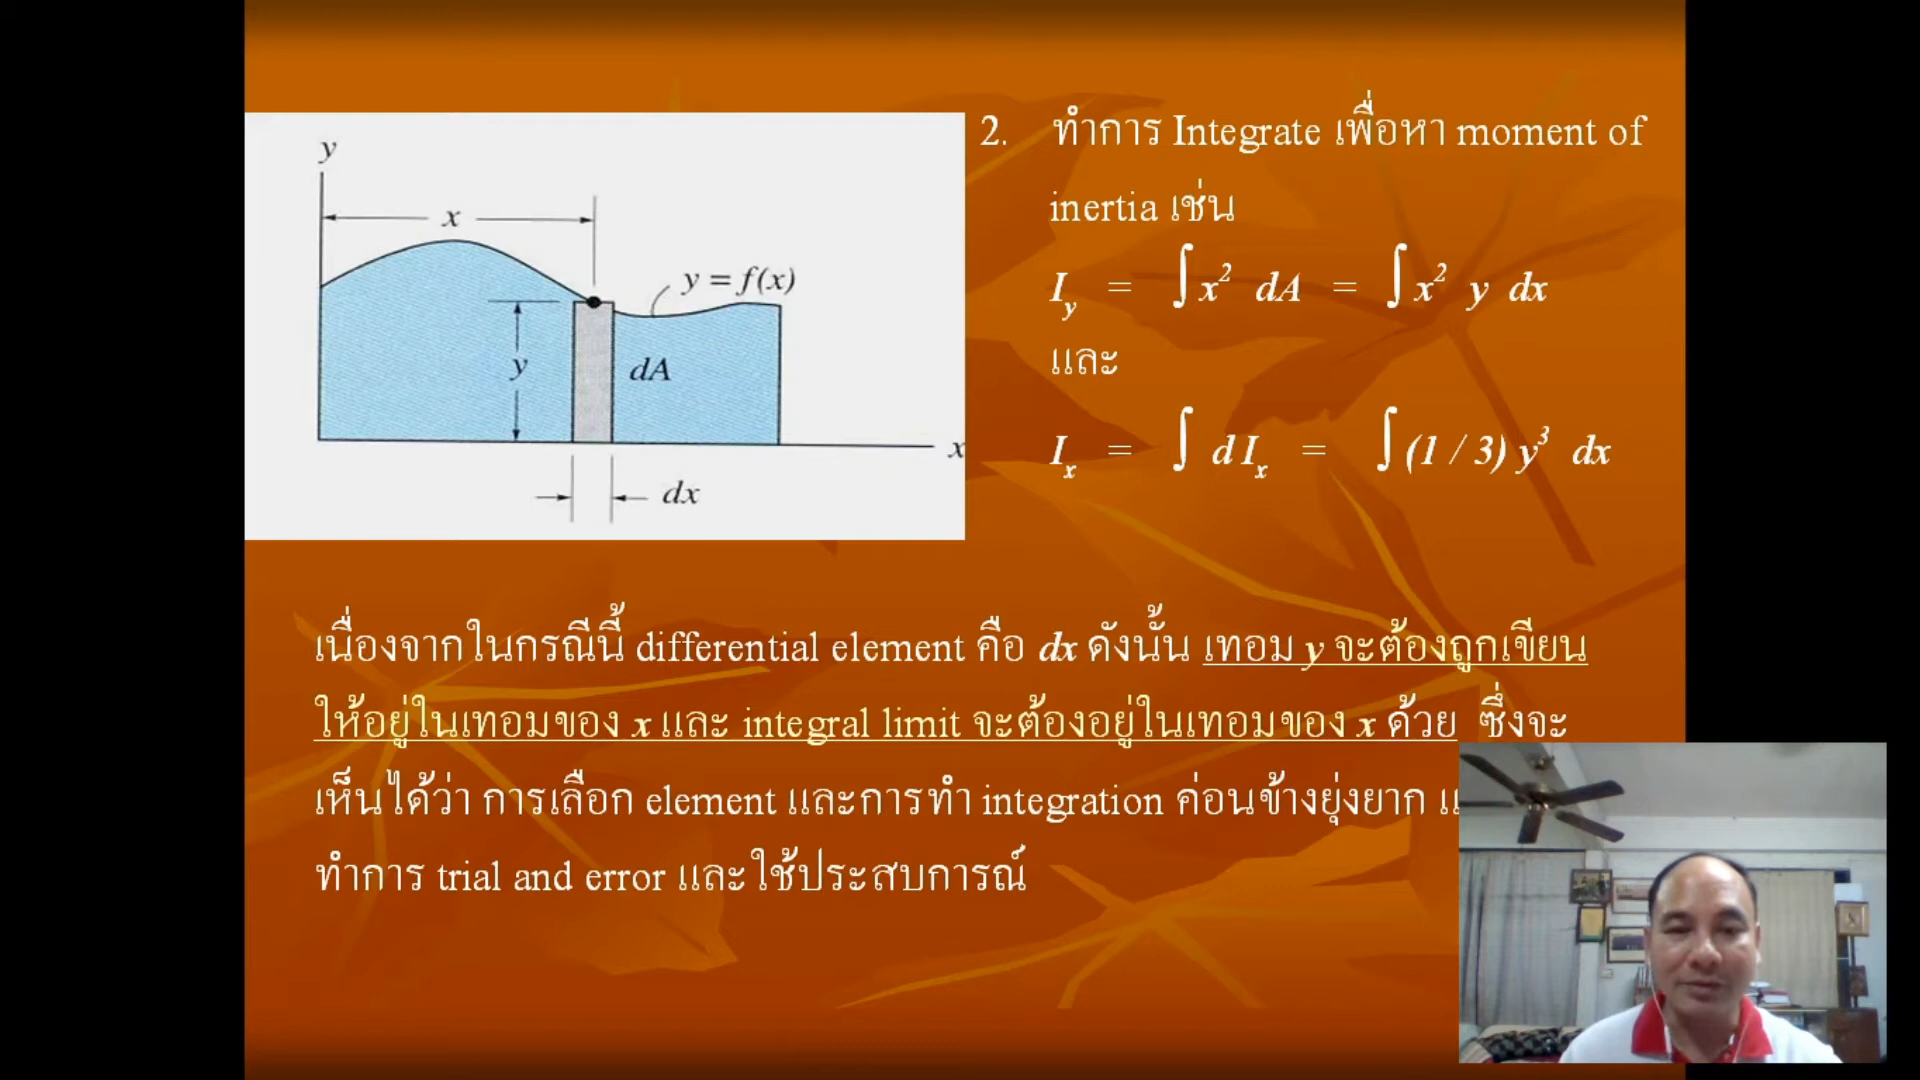 y
x
y = f(x)
y
dA
x
dx
2. ทำการ Integrate เพื่อหา moment of
inertia เช่น
I_y = ∫ x² dA = ∫ x² y dx
และ
I_x = ∫ d I_x = ∫ (1 / 3) y³ dx
เนื่องจากในกรณีนี้ differential element คือ dx ดังนั้น เทอม y จะต้องถูกเขียน
ให้อยู่ในเทอมของ x และ integral limit จะต้องอยู่ในเทอมของ x ด้วย ซึ่งจะ
เห็นได้ว่า การเลือก element และการทำ integration ค่อนข้างยุ่งยาก
ทำการ trial and error และใช้ประสบการณ์